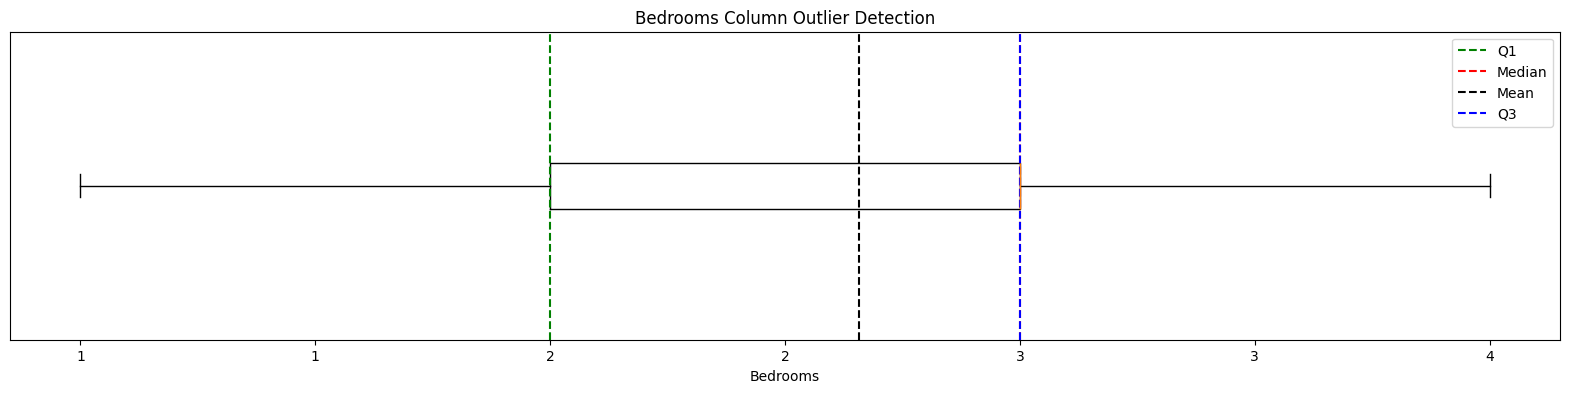 Bedrooms Column Outlier Detection
Q1
Median
Mean
Q3
1 1 2 2 3 3 4
Bedrooms